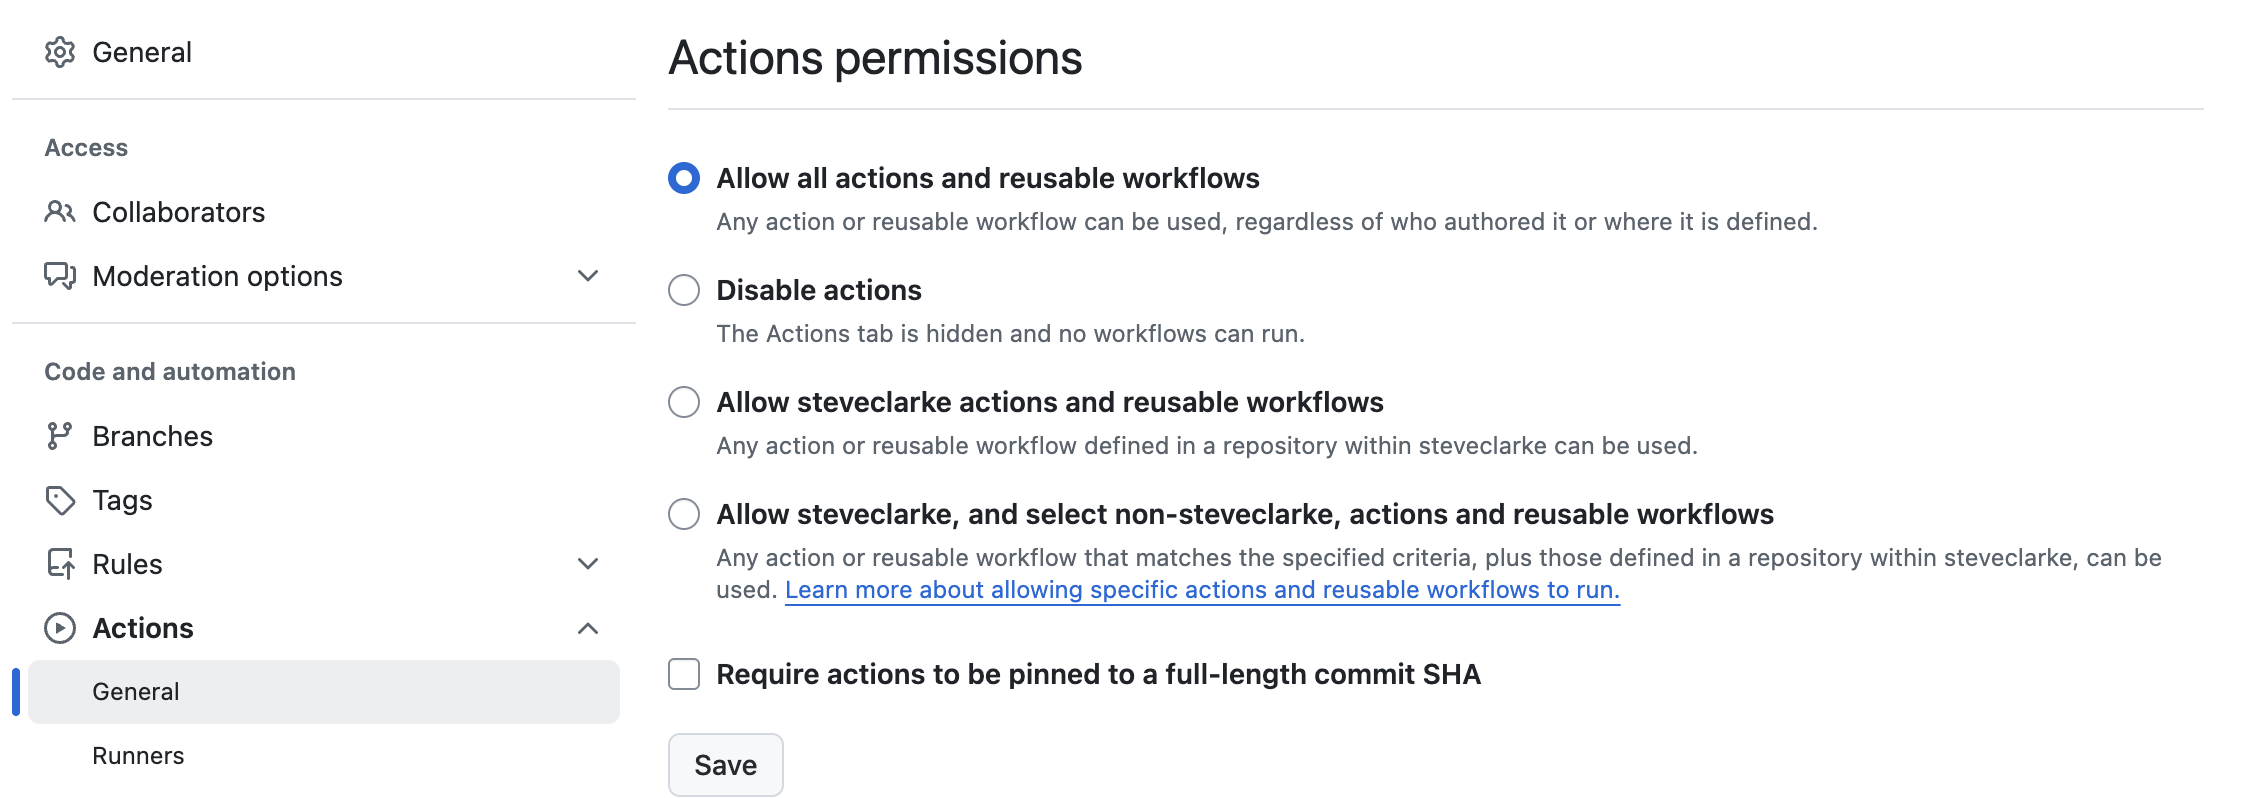 General
Access
Collaborators
Moderation options
Code and automation
Branches
Tags
Rules
Actions
General
Runners
Actions permissions
Allow all actions and reusable workflows
Any action or reusable workflow can be used, regardless of who authored it or where it is defined.
Disable actions
The Actions tab is hidden and no workflows can run.
Allow steveclarke actions and reusable workflows
Any action or reusable workflow defined in a repository within steveclarke can be used.
Allow steveclarke, and select non-steveclarke, actions and reusable workflows
Any action or reusable workflow that matches the specified criteria, plus those defined in a repository within steveclarke, can be
used. Learn more about allowing specific actions and reusable workflows to run.
Require actions to be pinned to a full-length commit SHA
Save